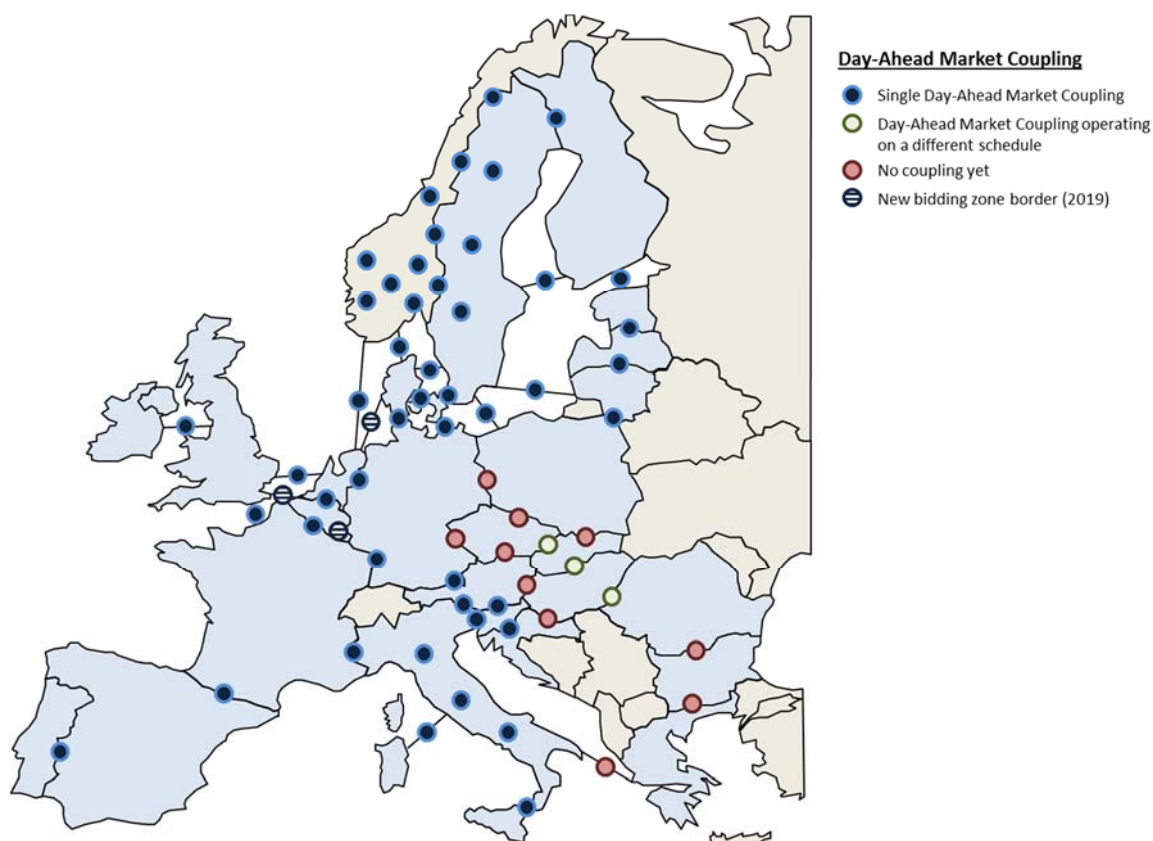 Day-Ahead Market Coupling
Single Day-Ahead Market Coupling
Day-Ahead Market Coupling operating
on a different schedule
No coupling yet
New bidding zone border (2019)